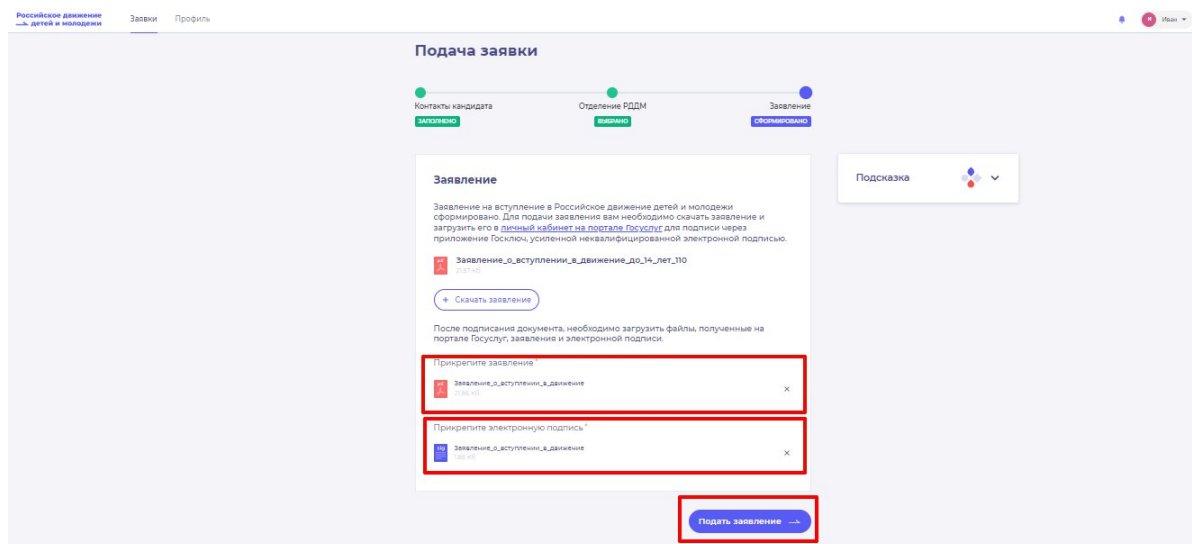 Российское движение
детей и молодежи
Заявки Профиль
Иван
Подача заявки
Контакты кандидата Отделение РДДМ Заявление
ЗАПОЛНЕНО ВЫБРАНО СФОРМИРОВАНО
Заявление
Подсказка
Заявление на вступление в Российское движение детей и молодежи
сформировано. Для подачи заявления вам необходимо скачать заявление и
загрузить его в личный кабинет на портале Госуслуг для подписи через
приложение Госключ, усиленной неквалифицированной электронной подписью.
Заявление_о_вступлении_в_движение_до_14_лет_110
+ Скачать заявление
После подписания документа, необходимо загрузить файлы, полученные на
портале Госуслуг, заявления и электронной подписи.
Прикрепите заявление*
Заявление_о_вступлении_в_движение
Прикрепите электронную подпись*
sig
Заявление_о_вступлении_в_движение
Подать заявление